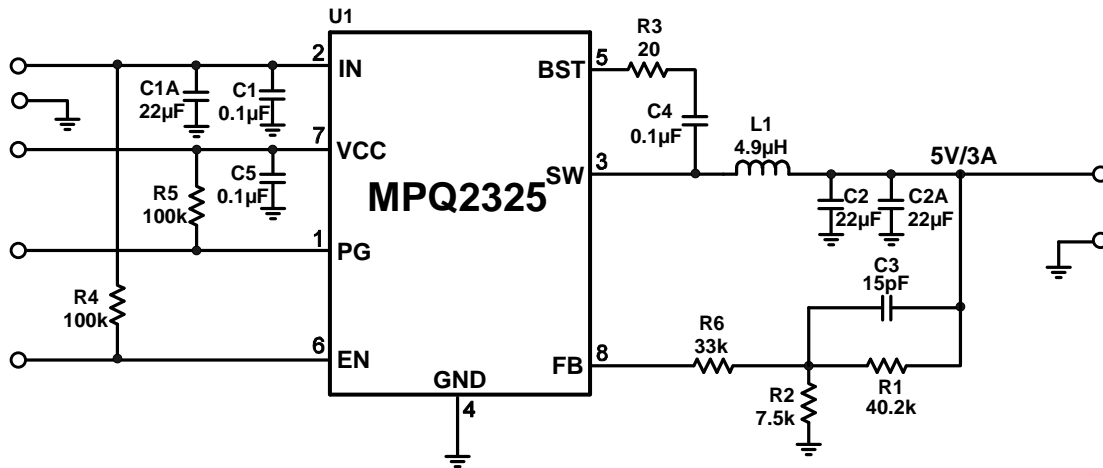 U1
R3
20
2
IN
BST
5
C1A
22µF
C1
0.1µF
C4
0.1µF
L1
4.9µH
7
VCC
SW
3
5V/3A
R5
100k
C5
0.1µF
MPQ2325
C2
22µF
C2A
22µF
1
PG
C3
15pF
R4
100k
R6
33k
6
EN
FB
8
GND
4
R2
7.5k
R1
40.2k